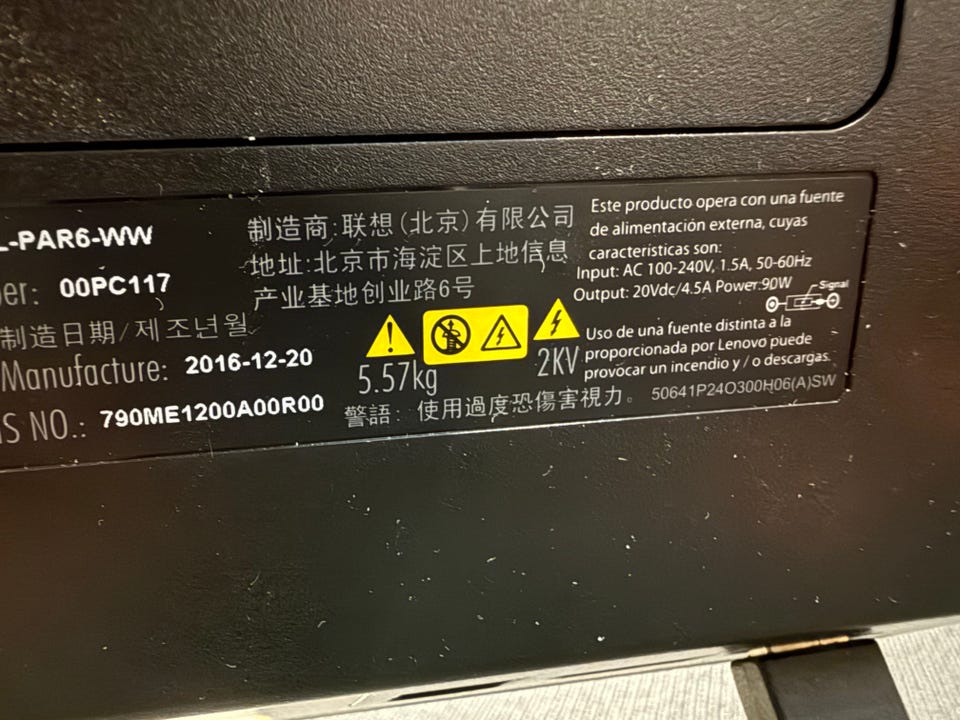 L-PAR6-WW
er: 00PC117
制造日期/제조년월
Manufacture: 2016-12-20
S NO.: 790ME1200A00R00
制造商:联想(北京)有限公司
地址:北京市海淀区上地信息
产业基地创业路6号
5.57kg
2KV
警語: 使用過度恐傷害視力。
Este producto opera con una fuente
de alimentación externa, cuyas
características son:
Input: AC 100-240V, 1.5A, 50-60Hz
Output: 20Vdc/4.5A Power:90W
Signal
Uso de una fuente distinta a la
proporcionada por Lenovo puede
provocar un incendio y / o descargas.
50641P24O300H06(A)SW